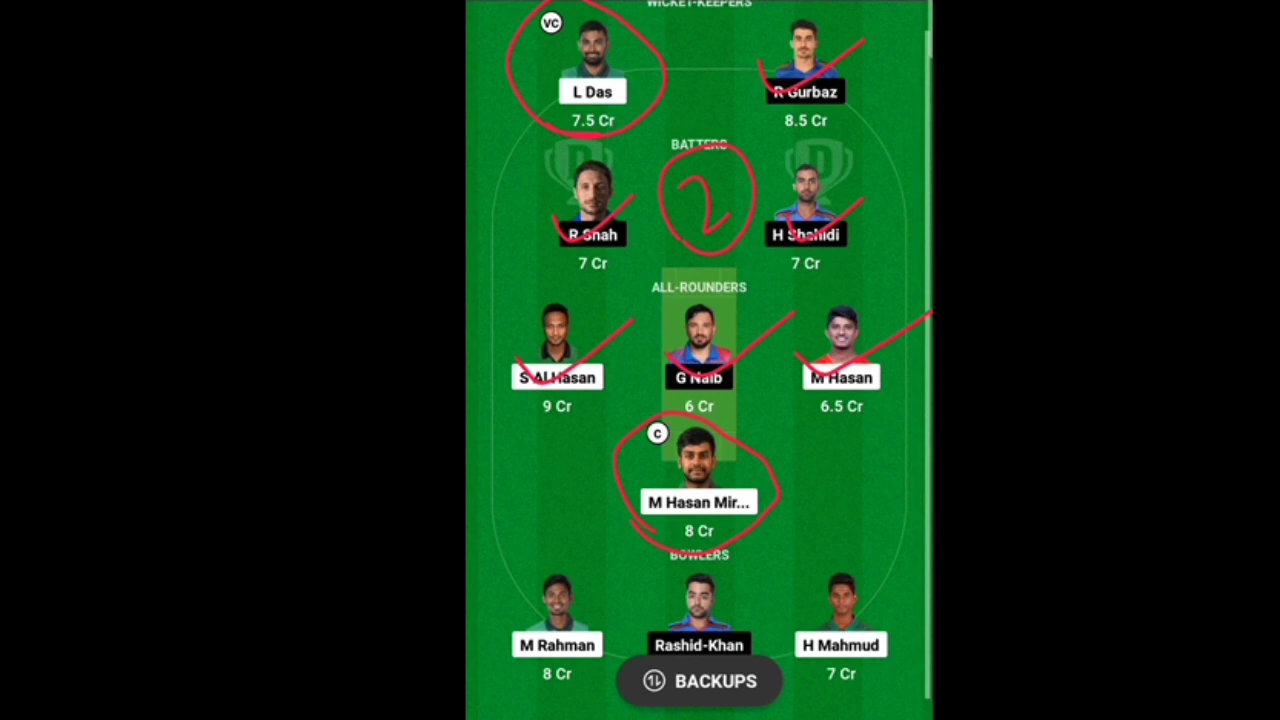 WICKET-KEEPERS
VC
L Das
R Gurbaz
7.5 Cr
8.5 Cr
BATTERS
2
R Shah
H Shahidi
7 Cr
7 Cr
ALL-ROUNDERS
S Al Hasan
G Naib
M Hasan
9 Cr
6 Cr
6.5 Cr
C
M Hasan Mir...
8 Cr
BOWLERS
M Rahman
Rashid-Khan
H Mahmud
8 Cr
BACKUPS
7 Cr